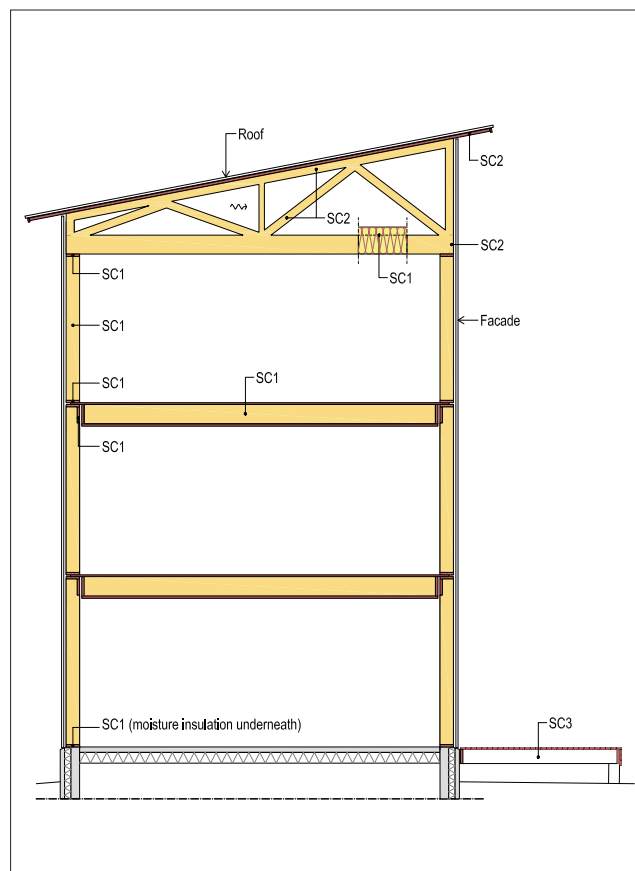 Roof
SC2
SC2
SC2
SC1
SC1
SC1
Facade
SC1
SC1
SC1
SC1 (moisture insulation underneath)
SC3